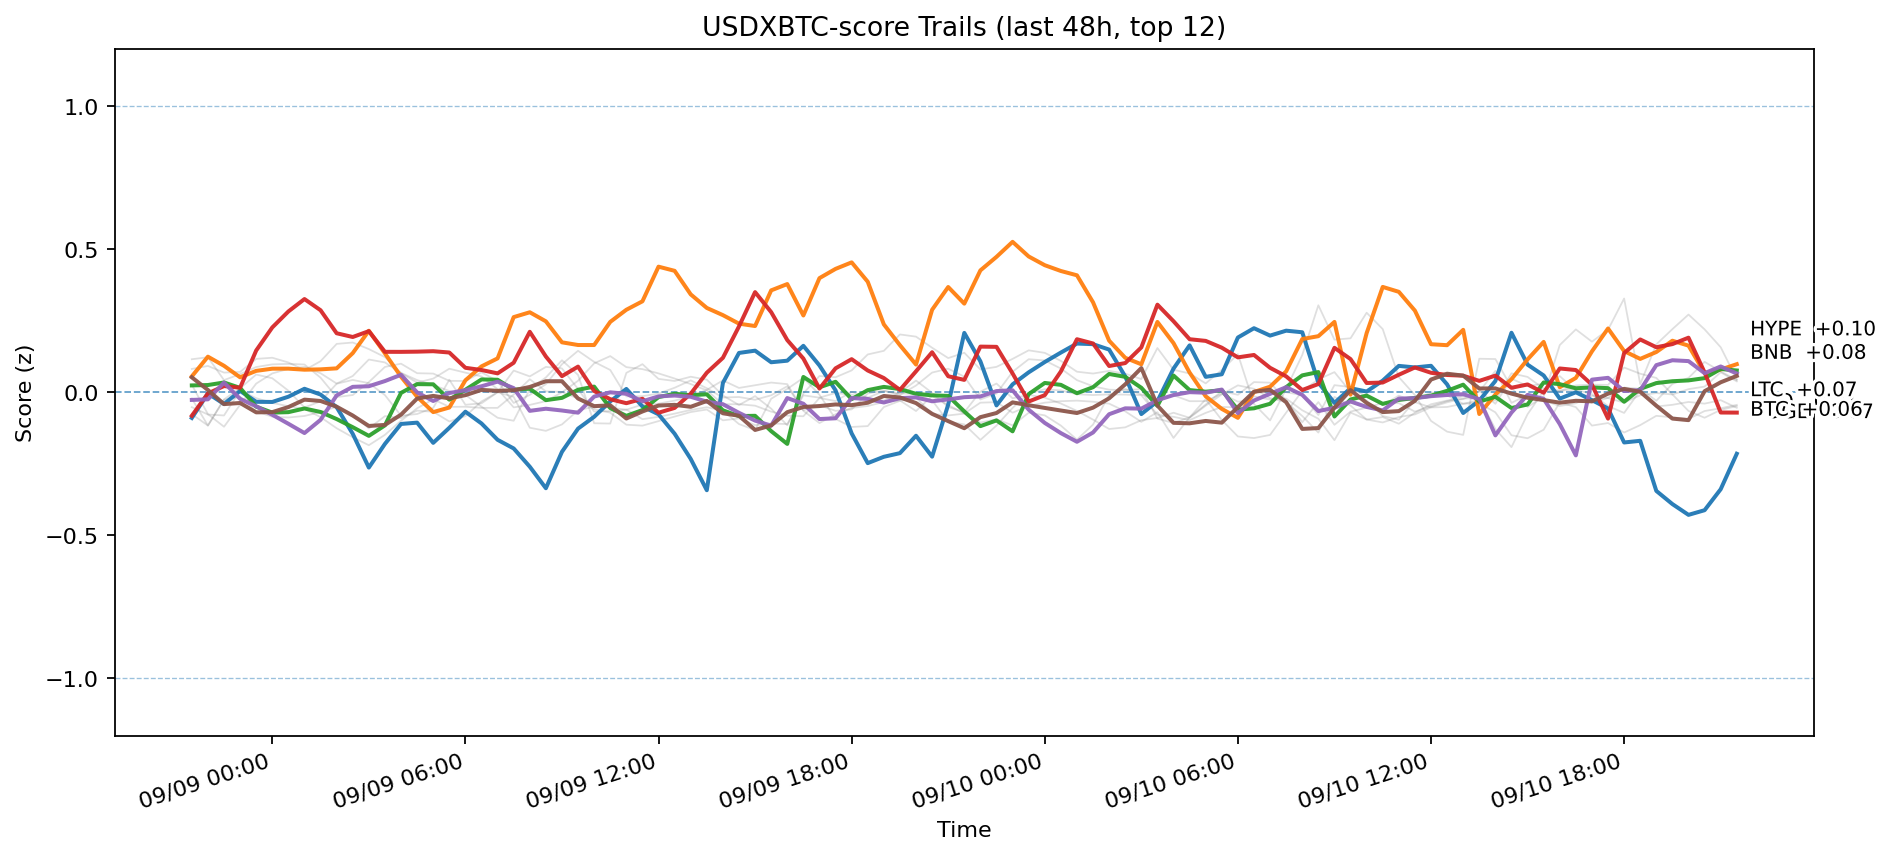 USDXBTC-score Trails (last 48h, top 12)
Score (z)
1.0
0.5
0.0
−0.5
−1.0
HYPE +0.10
BNB +0.08
LTC +0.07
BTC +0.06
09/09 00:00
09/09 06:00
09/09 12:00
09/09 18:00
09/10 00:00
09/10 06:00
09/10 12:00
09/10 18:00
Time